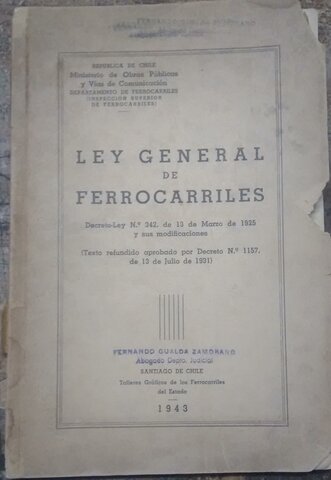 REPUBLICA DE CHILE
Ministerio de Obras Públicas
y Vías de Comunicación
DEPARTAMENTO DE FERROCARRILES
(INSPECCION SUPERIOR
DE FERROCARRILES)
LEY GENERAL
DE
FERROCARRILES
Decreto-Ley N.º 342, de 13 de Marzo de 1925
y sus modificaciones
(Texto refundido aprobado por Decreto N.º 1157,
de 13 de Julio de 1931)
FERNANDO GUALDA ZAMORANO
Abogado Depto. Judicial
SANTIAGO DE CHILE
Talleres Gráficos de los Ferrocarriles
del Estado
1943